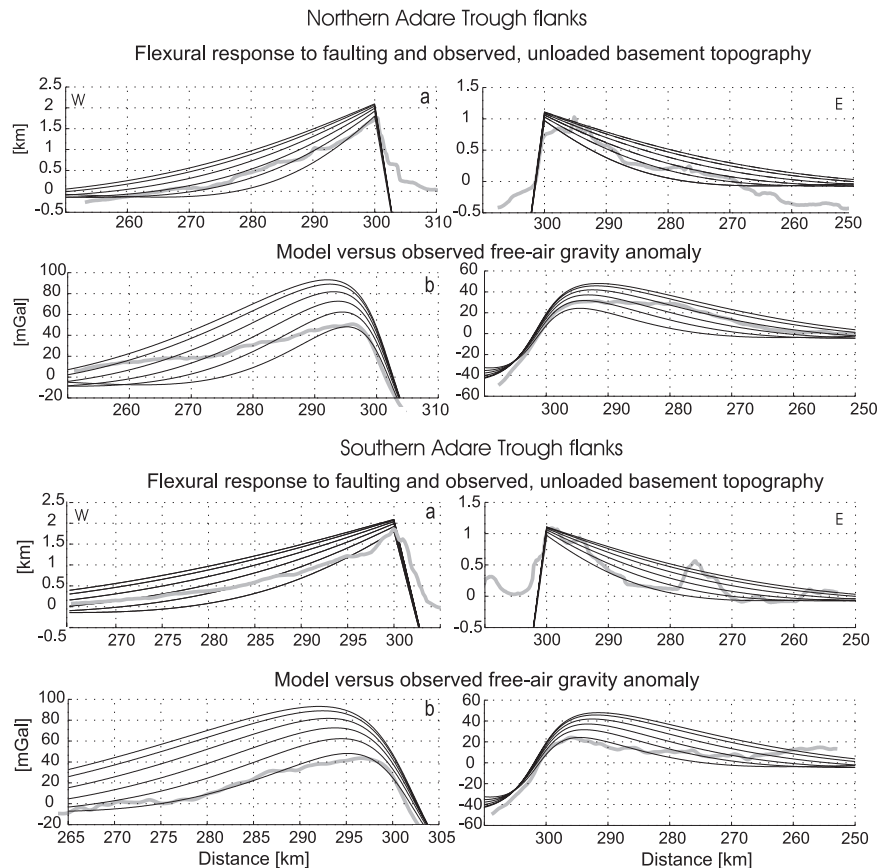 Northern Adare Trough flanks
Flexural response to faulting and observed, unloaded basement topography
W a E
[km]
2.5 2 1.5 1 0.5 0 -0.5
260 270 280 290 300 310
1.5 1 0.5 0 -0.5
300 290 280 270 260 250
Model versus observed free-air gravity anomaly
b
[mGal]
100 80 60 40 20 0 -20
260 270 280 290 300 310
60 40 20 0 -20 -40 -60
300 290 280 270 260 250
Southern Adare Trough flanks
Flexural response to faulting and observed, unloaded basement topography
W a E
[km]
2.5 2 1.5 1 0.5 0 -0.5
270 275 280 285 290 295 300 305
1.5 1 0.5 0 -0.5
300 290 280 270 260 250
Model versus observed free-air gravity anomaly
b
[mGal]
100 80 60 40 20 0 -20
265 270 275 280 285 290 295 300 305
60 40 20 0 -20 -40 -60
300 290 280 270 260 250
Distance [km] Distance [km]